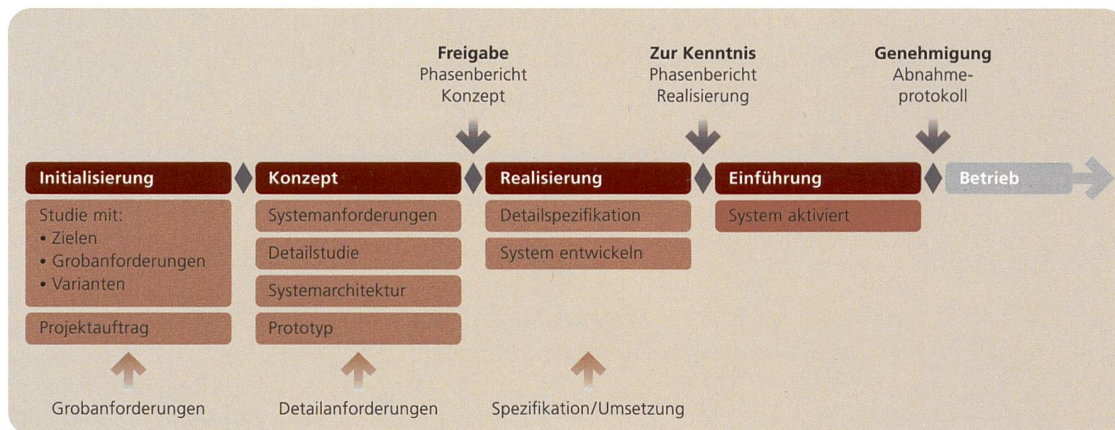 Freigabe
Phasenbericht
Konzept
Zur Kenntnis
Phasenbericht
Realisierung
Genehmigung
Abnahme-
protokoll
Initialisierung
Konzept
Realisierung
Einführung
Betrieb
Studie mit:
• Zielen
• Grobanforderungen
• Varianten
Projektauftrag
Systemanforderungen
Detailstudie
Systemarchitektur
Prototyp
Detailspezifikation
System entwickeln
System aktiviert
Grobanforderungen
Detailanforderungen
Spezifikation/Umsetzung